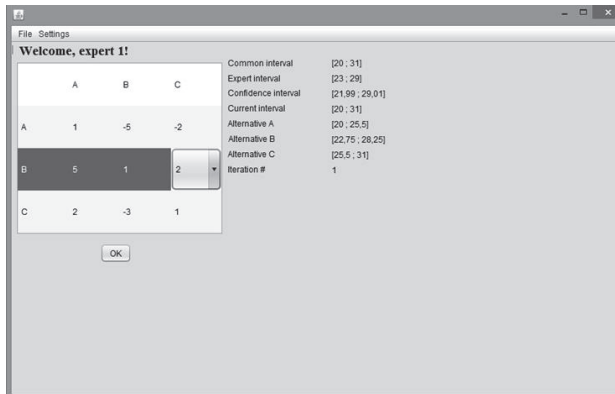 File Settings
Welcome, expert 1!
A B C
A 1 -5 -2
B 5 1 2
C 2 -3 1
OK
Common interval [20 ; 31]
Expert interval [23 ; 29]
Confidence interval [21,99 ; 29,01]
Current interval [20 ; 31]
Alternative A [20 ; 25,5]
Alternative B [22,75 ; 28,25]
Alternative C [25,5 ; 31]
Iteration # 1